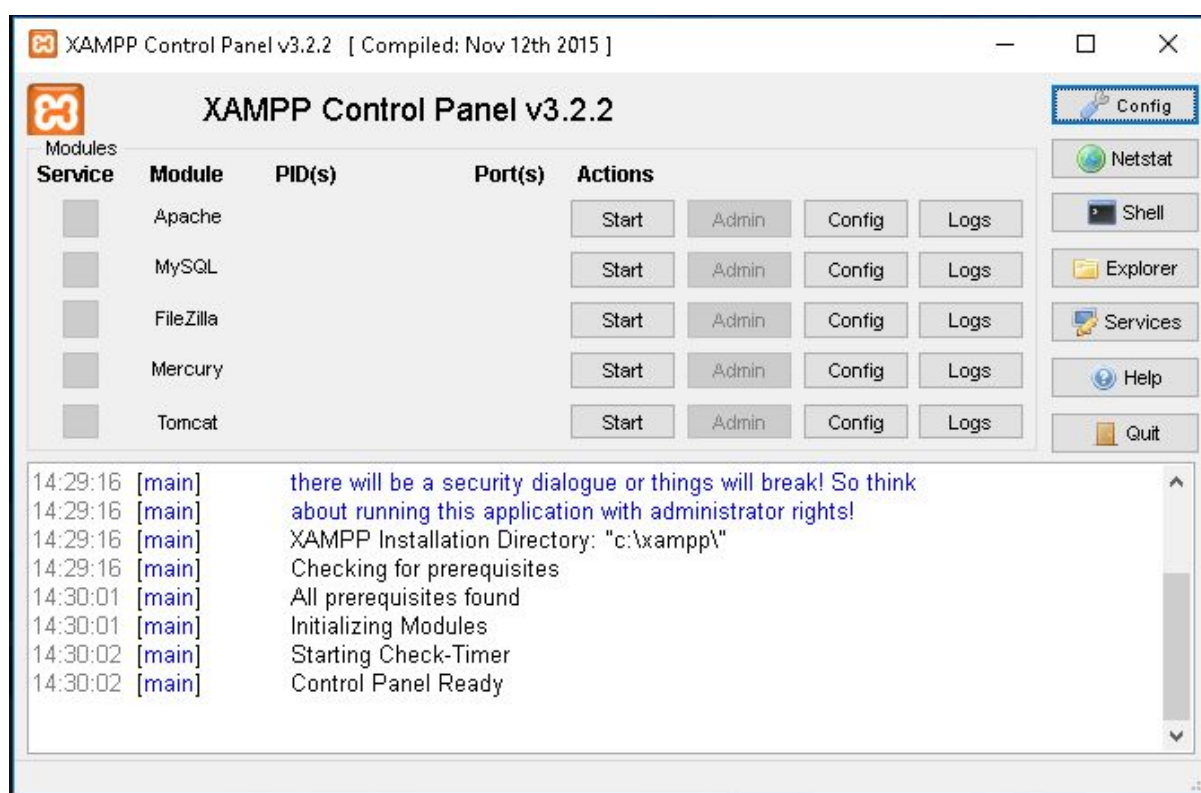 XAMPP Control Panel v3.2.2 [ Compiled: Nov 12th 2015 ]
XAMPP Control Panel v3.2.2
Config
Modules
Service Module PID(s) Port(s) Actions
Netstat
Apache Start Admin Config Logs
Shell
MySQL Start Admin Config Logs
Explorer
FileZilla Start Admin Config Logs
Services
Mercury Start Admin Config Logs
Help
Tomcat Start Admin Config Logs
Quit
14:29:16 [main] there will be a security dialogue or things will break! So think
14:29:16 [main] about running this application with administrator rights!
14:29:16 [main] XAMPP Installation Directory: "c:\xampp\"
14:29:16 [main] Checking for prerequisites
14:30:01 [main] All prerequisites found
14:30:01 [main] Initializing Modules
14:30:02 [main] Starting Check-Timer
14:30:02 [main] Control Panel Ready